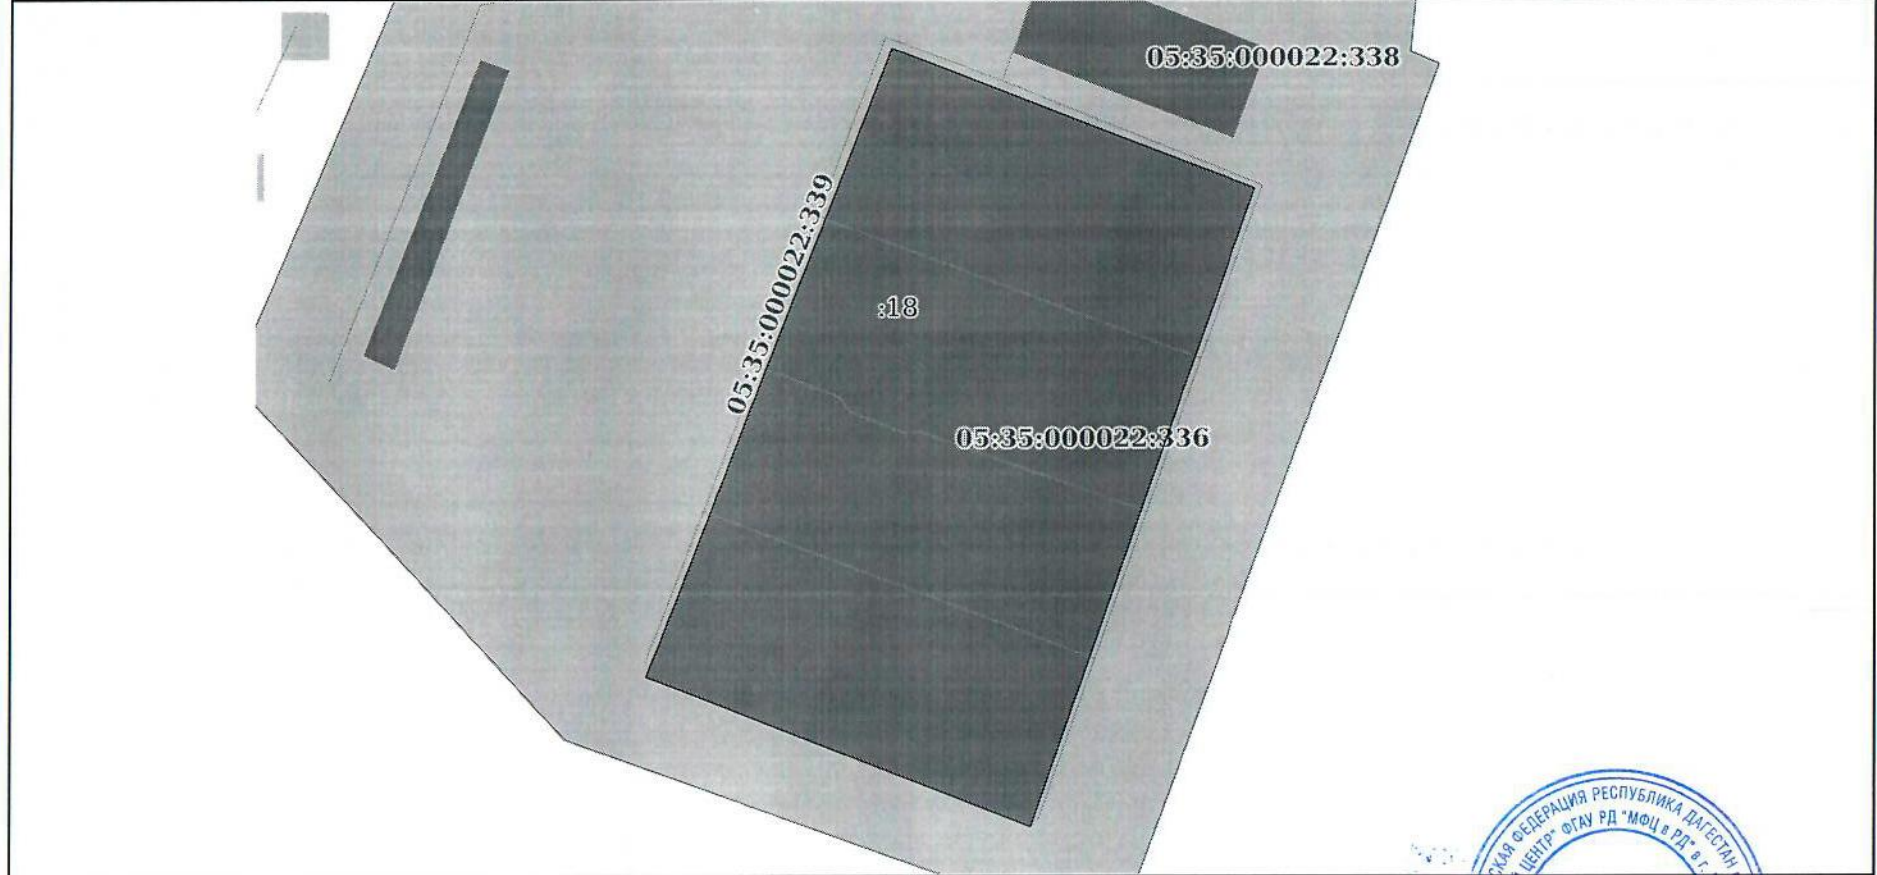 05:35:000022:338
05:35:000022:339
:18
05:35:000022:336
СКАЯ ФЕДЕРАЦИЯ РЕСПУБЛИКА ДАГЕСТАН
ЦЕНТР" ФГАУ РД "МФЦ в РД" в г.